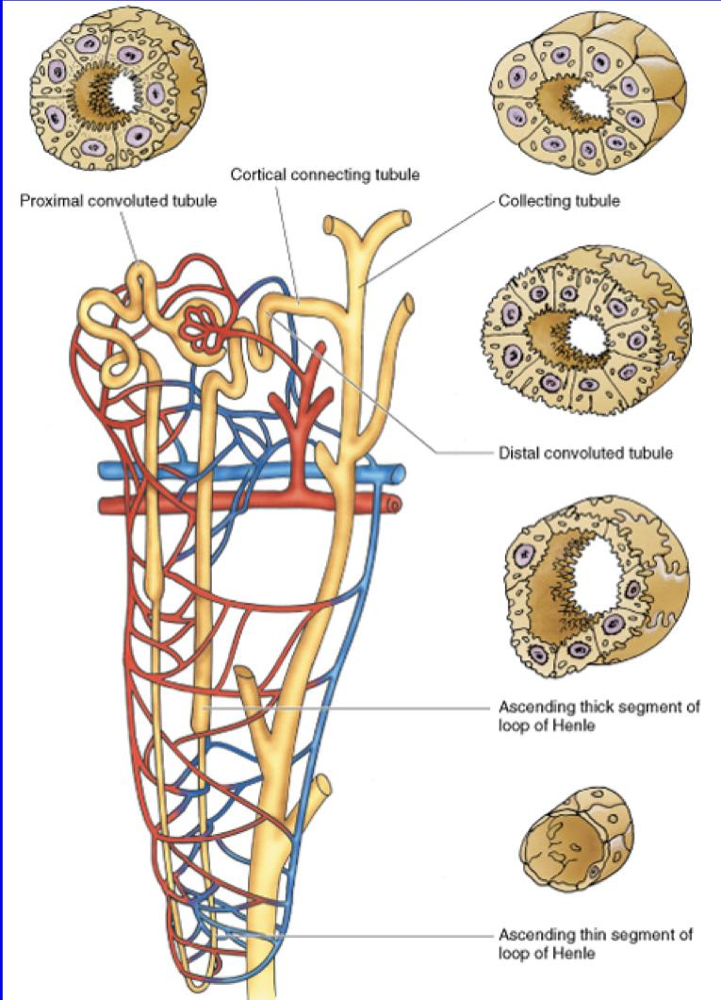 Cortical connecting tubule
Proximal convoluted tubule
Collecting tubule
Distal convoluted tubule
Ascending thick segment of
loop of Henle
Ascending thin segment of
loop of Henle